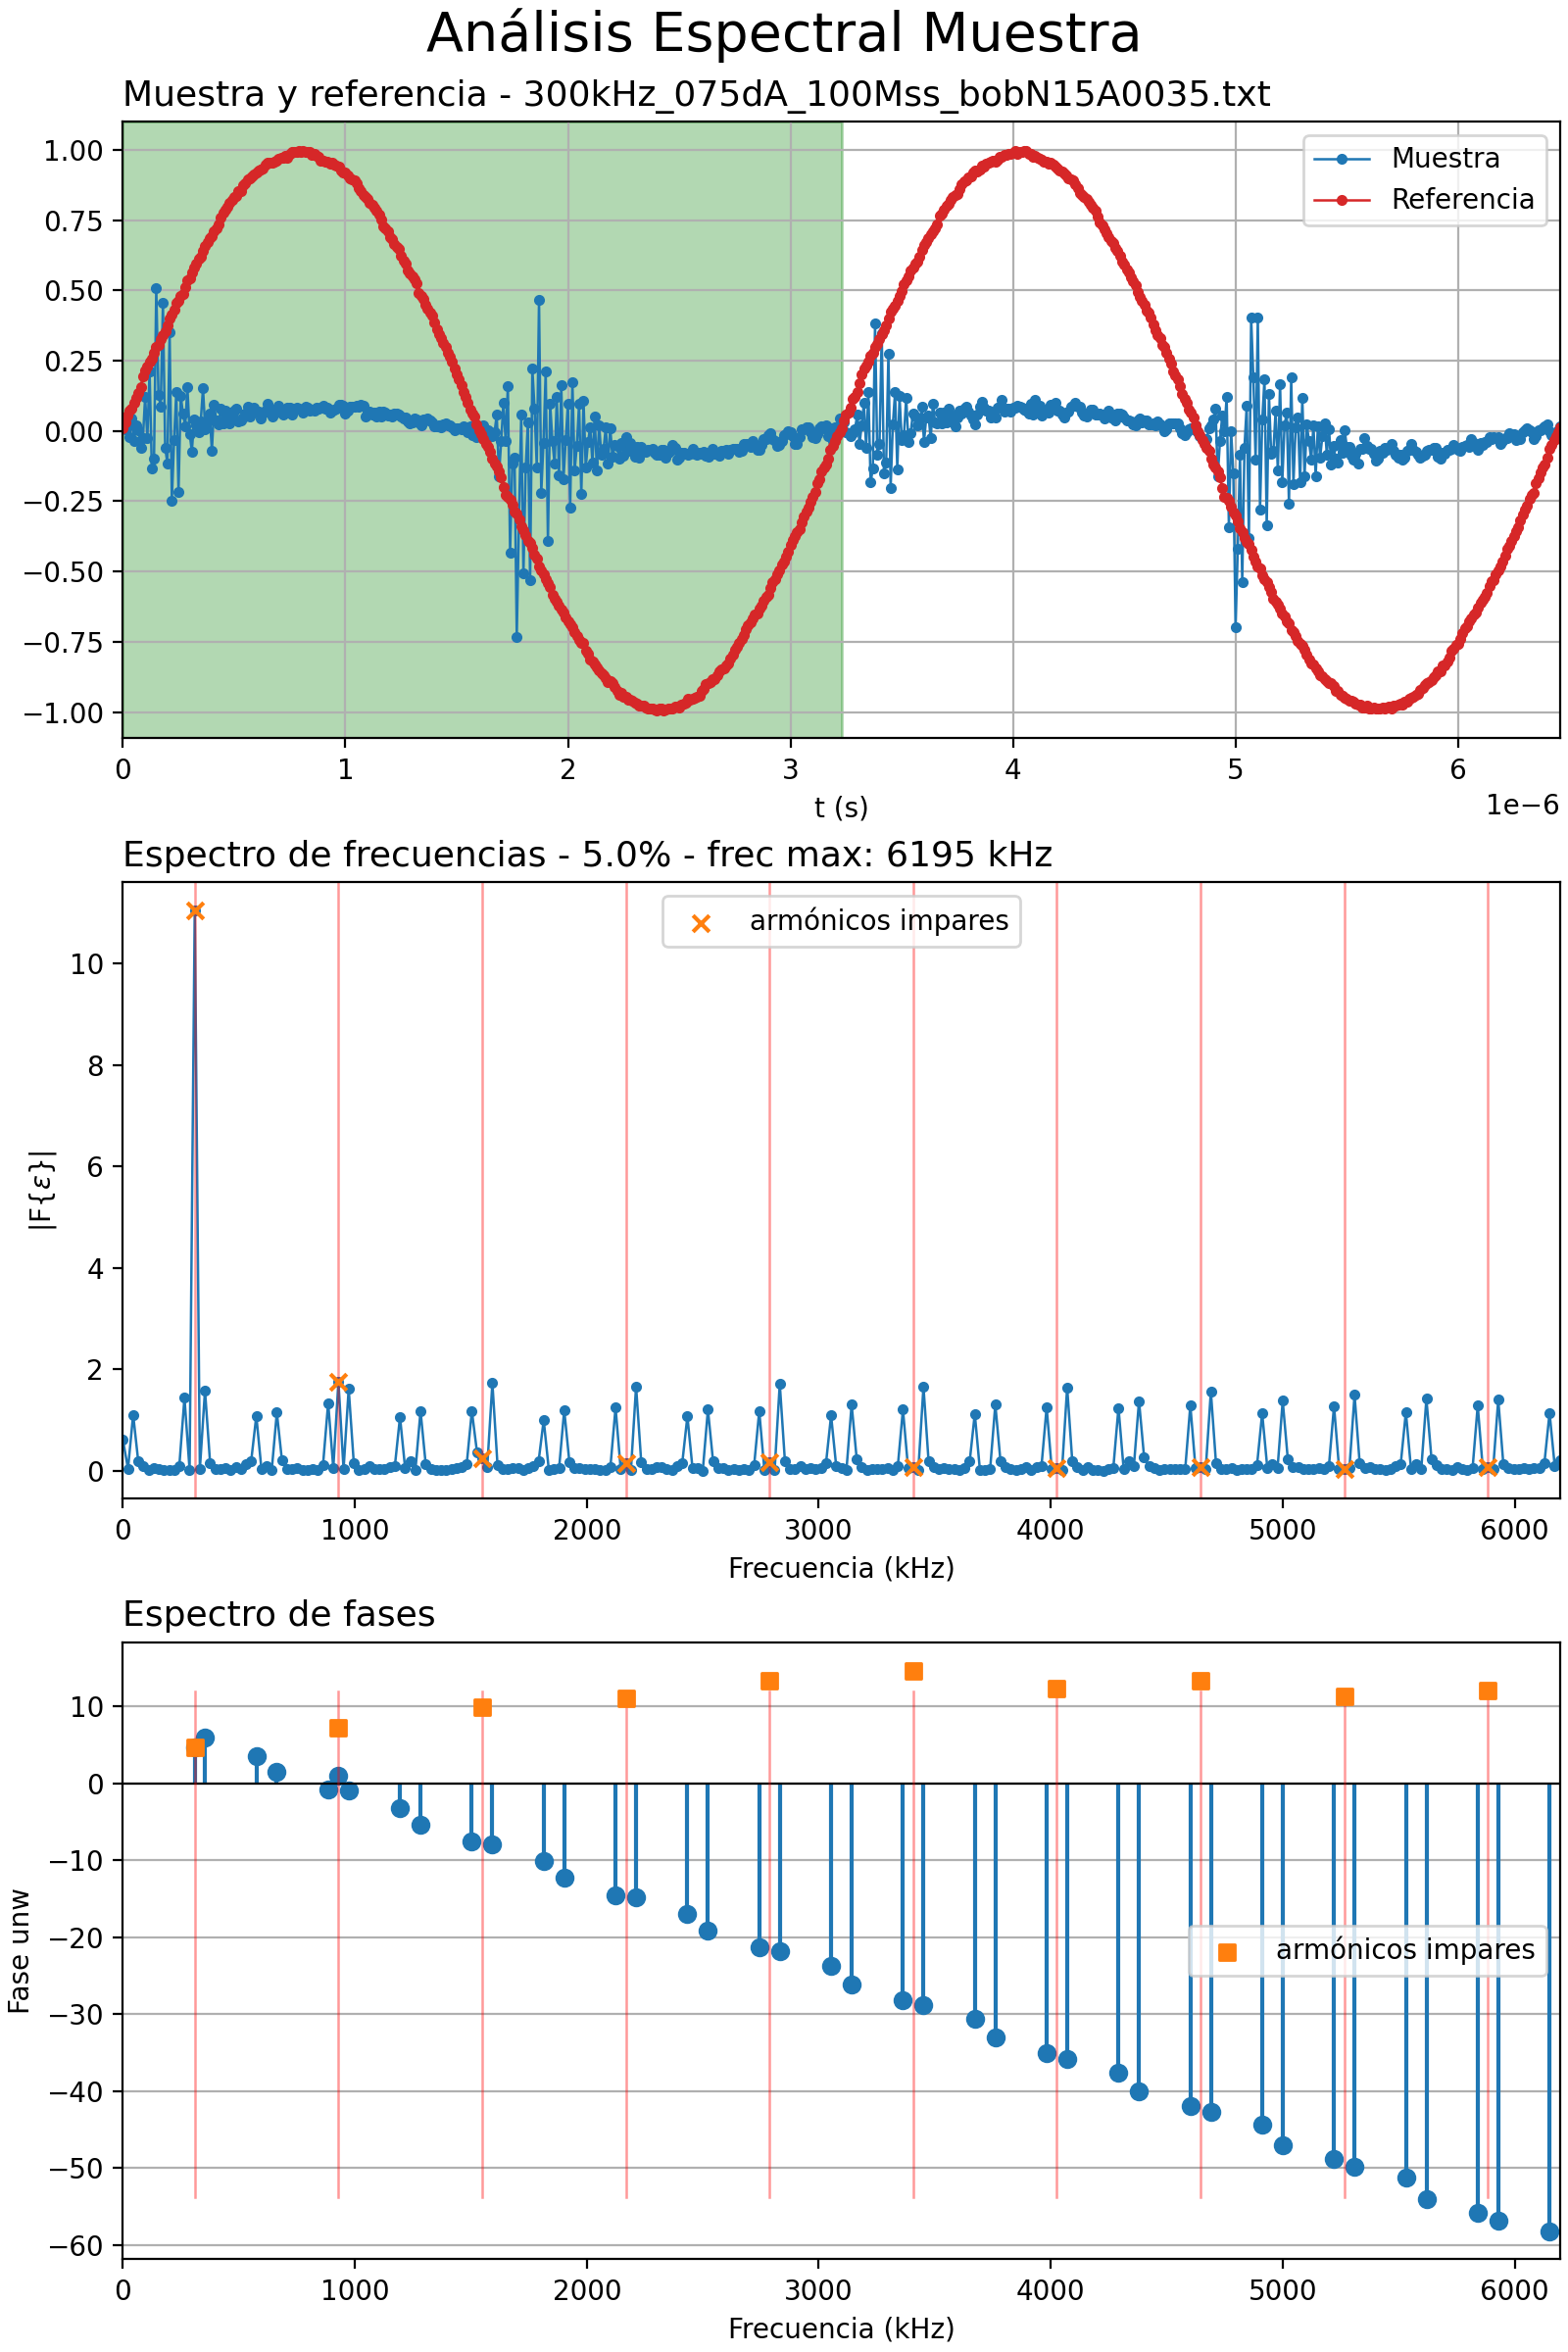 Análisis Espectral Muestra
Muestra y referencia - 300kHz_075dA_100Mss_bobN15A0035.txt
1.00
0.75
0.50
0.25
0.00
−0.25
−0.50
−0.75
−1.00
Muestra
Referencia
0 1 2 3 4 5 6
t (s)
1e−6
Espectro de frecuencias - 5.0% - frec max: 6195 kHz
armónicos impares
10
8
6
4
2
0
|F{ε}|
0 1000 2000 3000 4000 5000 6000
Frecuencia (kHz)
Espectro de fases
10
0
−10
−20
−30
−40
−50
−60
Fase unw
armónicos impares
0 1000 2000 3000 4000 5000 6000
Frecuencia (kHz)